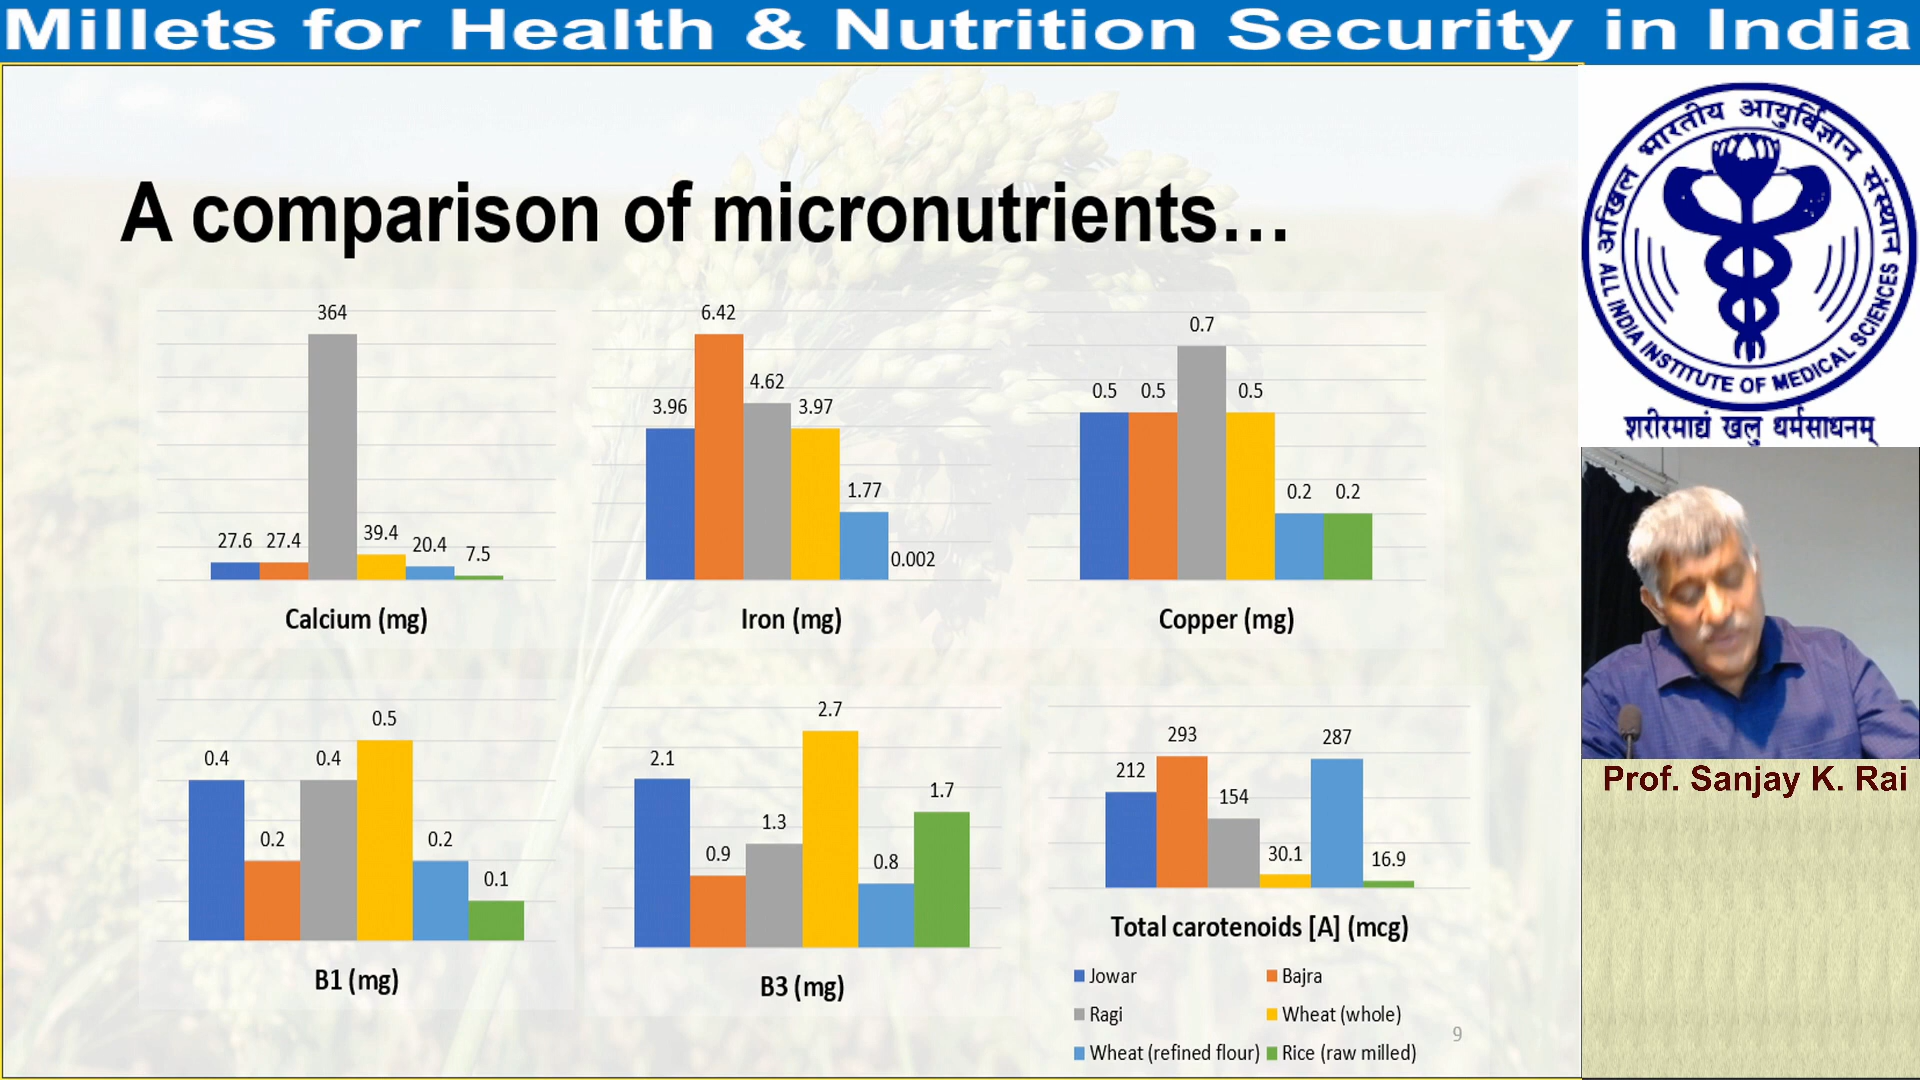 Millets for Health & Nutrition Security in India
A comparison of micronutrients...
364
27.6
27.4
39.4
20.4
7.5
Calcium (mg)
6.42
3.96
4.62
3.97
1.77
0.002
Iron (mg)
0.7
0.5
0.5
0.5
0.2
0.2
Copper (mg)
0.4
0.2
0.4
0.5
0.2
0.1
B1 (mg)
2.1
0.9
1.3
2.7
0.8
1.7
B3 (mg)
212
293
154
30.1
287
16.9
Total carotenoids [A] (mcg)
Jowar
Bajra
Ragi
Wheat (whole)
Wheat (refined flour)
Rice (raw milled)
9
अखिल भारतीय आयुर्विज्ञान संस्थान
ALL INDIA INSTITUTE OF MEDICAL SCIENCES
शरीरमाद्यं खलु धर्मसाधनम्
Prof. Sanjay K. Rai